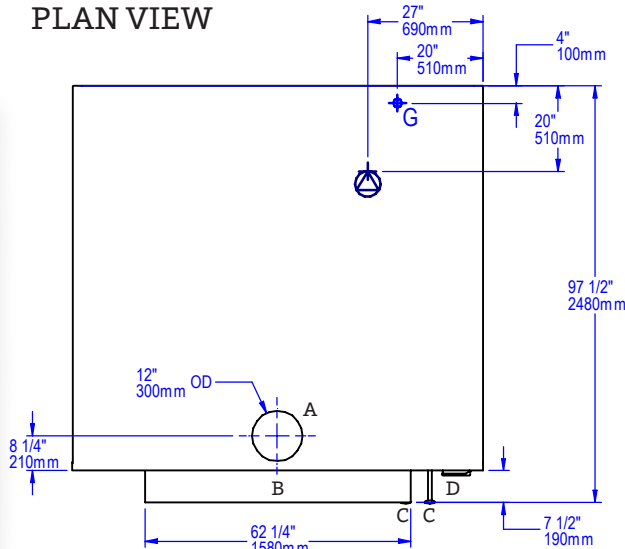 PLAN VIEW
27"
690mm
20"
510mm
4"
100mm
G
20"
510mm
97 1/2"
2480mm
12"
300mm OD
A
8 1/4"
210mm
B
D
C C
62 1/4"
1580mm
7 1/2"
190mm